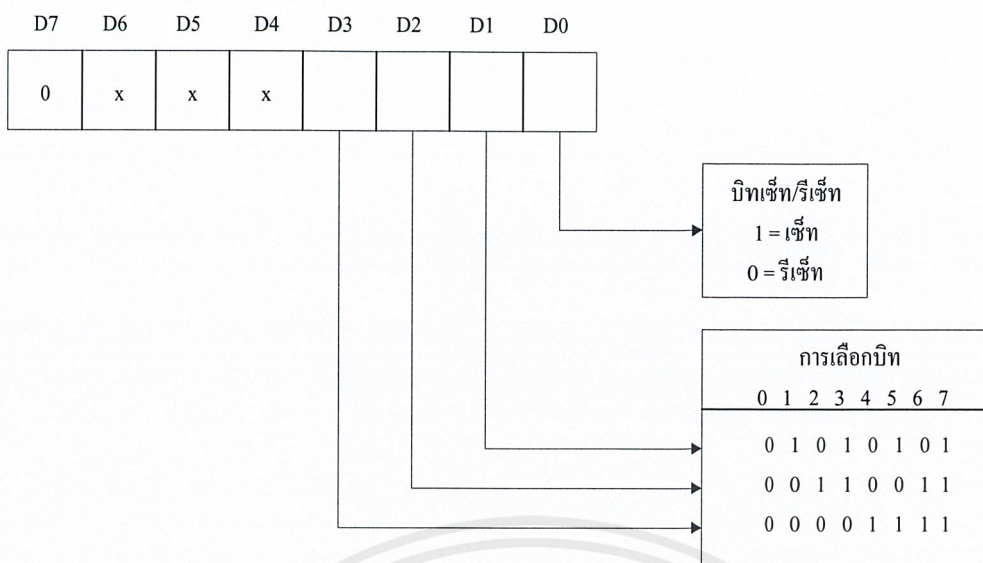 D7 D6 D5 D4 D3 D2 D1 D0
0 x x x
บิทเซ็ท/รีเซ็ท
1 = เซ็ท
0 = รีเซ็ท
การเลือกบิท
0 1 2 3 4 5 6 7
0 1 0 1 0 1 0 1
0 0 1 1 0 0 1 1
0 0 0 0 1 1 1 1